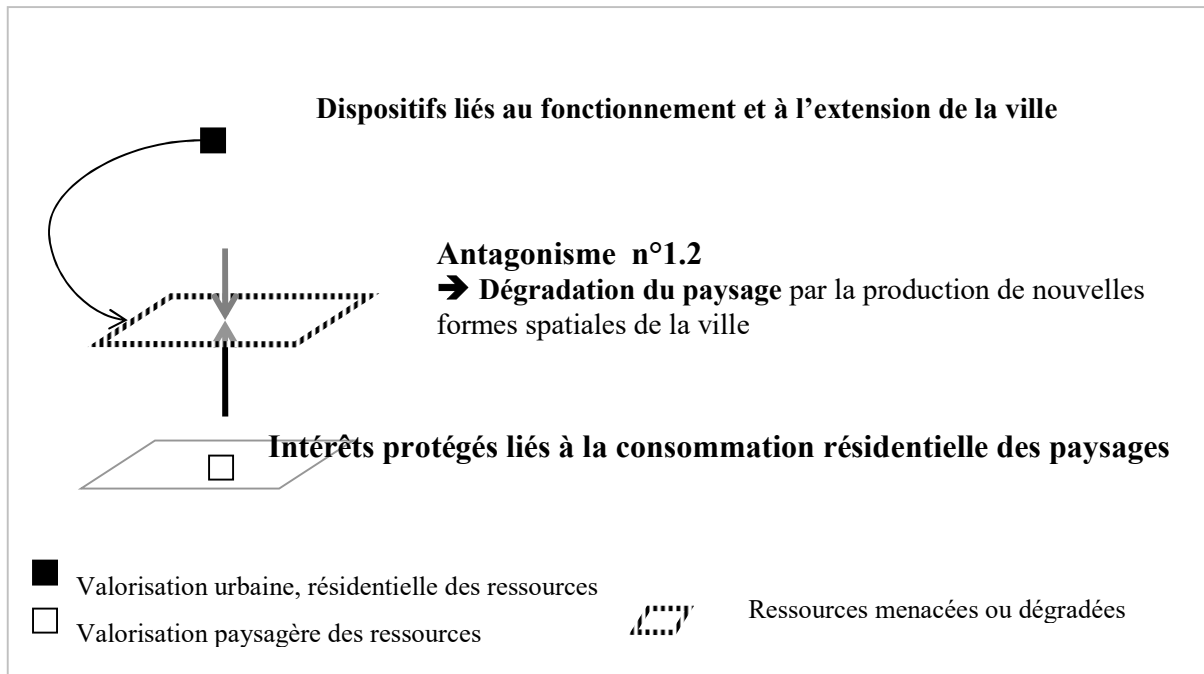 Dispositifs liés au fonctionnement et à l’extension de la ville
Antagonisme n°1.2
➔ Dégradation du paysage par la production de nouvelles
formes spatiales de la ville
Intérêts protégés liés à la consommation résidentielle des paysages
Valorisation urbaine, résidentielle des ressources
Valorisation paysagère des ressources
Ressources menacées ou dégradées